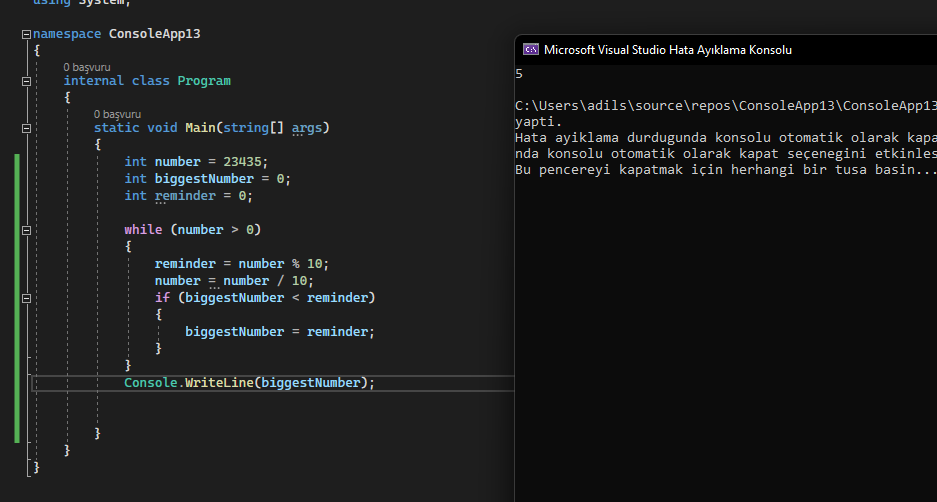 using System;
namespace ConsoleApp13
{
0 başvuru
internal class Program
{
0 başvuru
static void Main(string[] args)
{
int number = 23435;
int biggestNumber = 0;
int reminder = 0;
while (number > 0)
{
reminder = number % 10;
number = number / 10;
if (biggestNumber < reminder)
{
biggestNumber = reminder;
}
}
Console.WriteLine(biggestNumber);
}
}
}
Microsoft Visual Studio Hata Ayıklama Konsolu
5
C:\Users\adils\source\repos\ConsoleApp13\ConsoleApp13
yapti.
Hata ayiklama durdugunda konsolu otomatik olarak kapa
nda konsolu otomatik olarak kapat seçenegini etkinles
Bu pencereyi kapatmak için herhangi bir tusa basin...